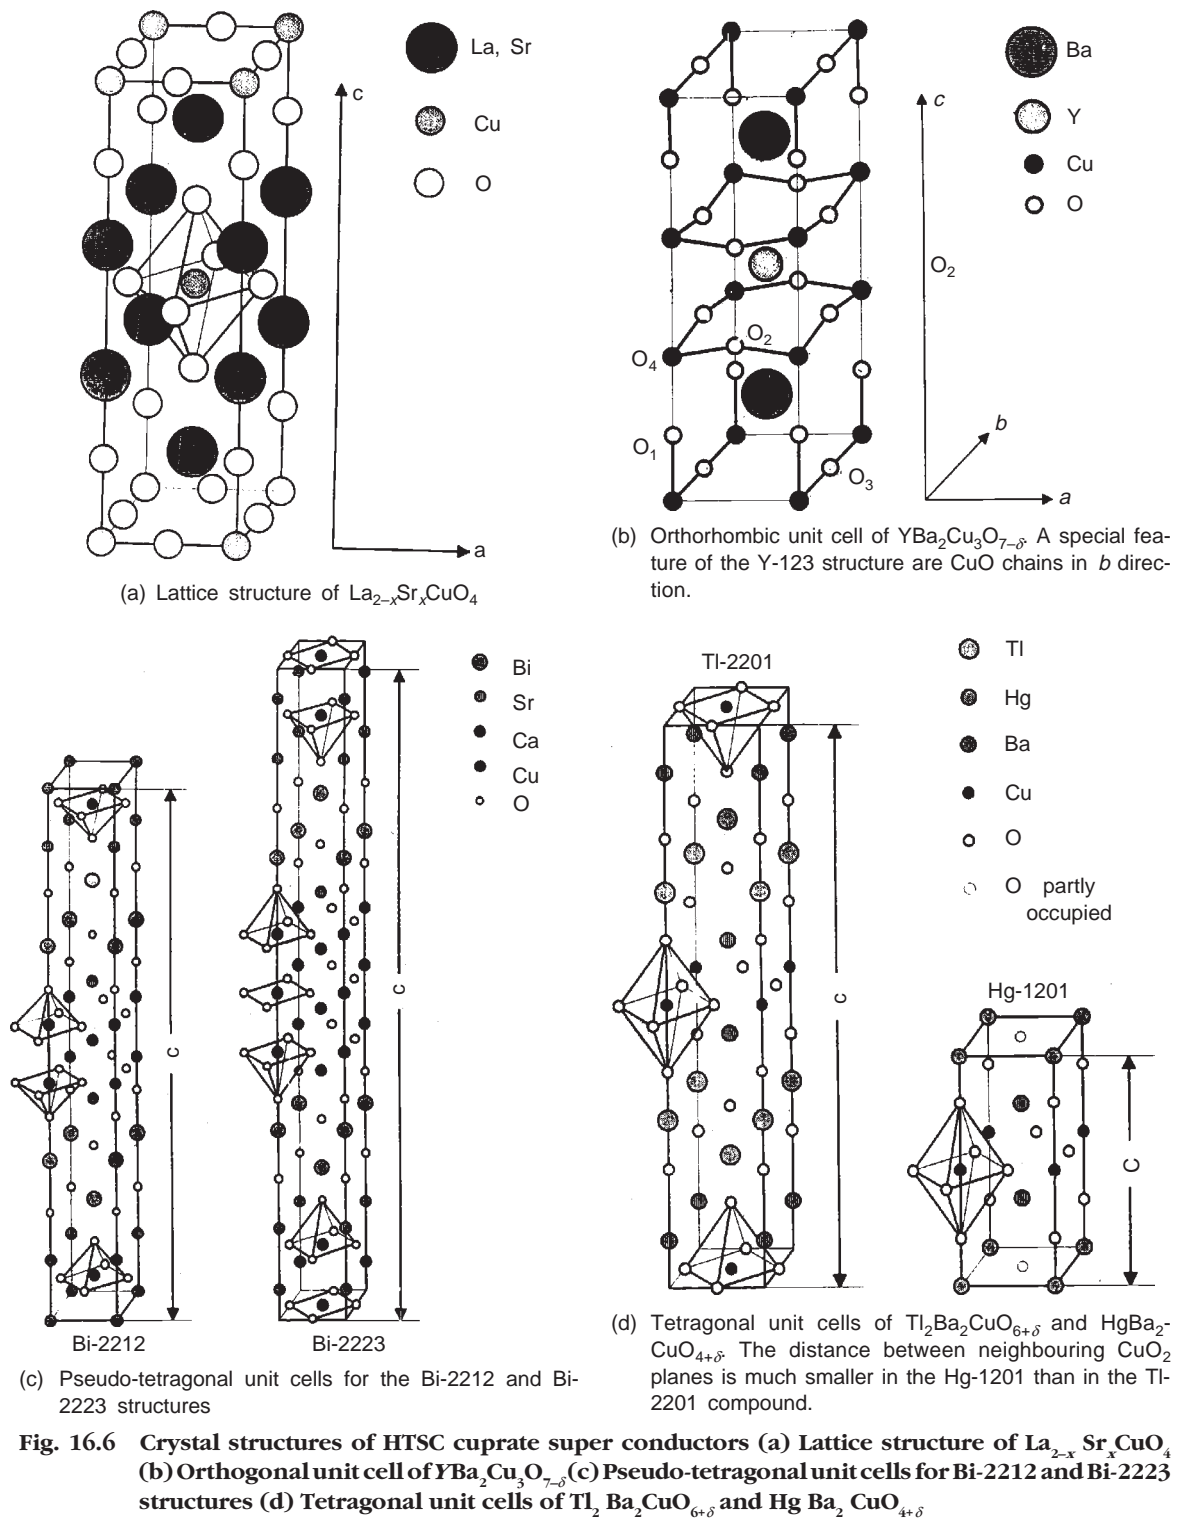 La, Sr
Cu
O
c
a
(a) Lattice structure of La2–xSrxCuO4
Ba
Y
Cu
O
c
O2
O2
O4
O1
O3
b
a
(b) Orthorhombic unit cell of YBa2Cu3O7–δ. A special fea-
ture of the Y-123 structure are CuO chains in b direc-
tion.
Bi
Sr
Ca
Cu
O
c
c
Bi-2212
Bi-2223
(c) Pseudo-tetragonal unit cells for the Bi-2212 and Bi-
2223 structures
Tl-2201
Tl
Hg
Ba
Cu
O
O partly
occupied
c
Hg-1201
C
(d) Tetragonal unit cells of Tl2Ba2CuO6+δ and HgBa2-
CuO4+δ. The distance between neighbouring CuO2
planes is much smaller in the Hg-1201 than in the Tl-
2201 compound.
Fig. 16.6 Crystal structures of HTSC cuprate super conductors (a) Lattice structure of La2–x SrxCuO4
(b) Orthogonal unit cell of YBa2Cu3O7–δ (c) Pseudo-tetragonal unit cells for Bi-2212 and Bi-2223
structures (d) Tetragonal unit cells of Tl2 Ba2CuO6+δ and Hg Ba2 CuO4+δ